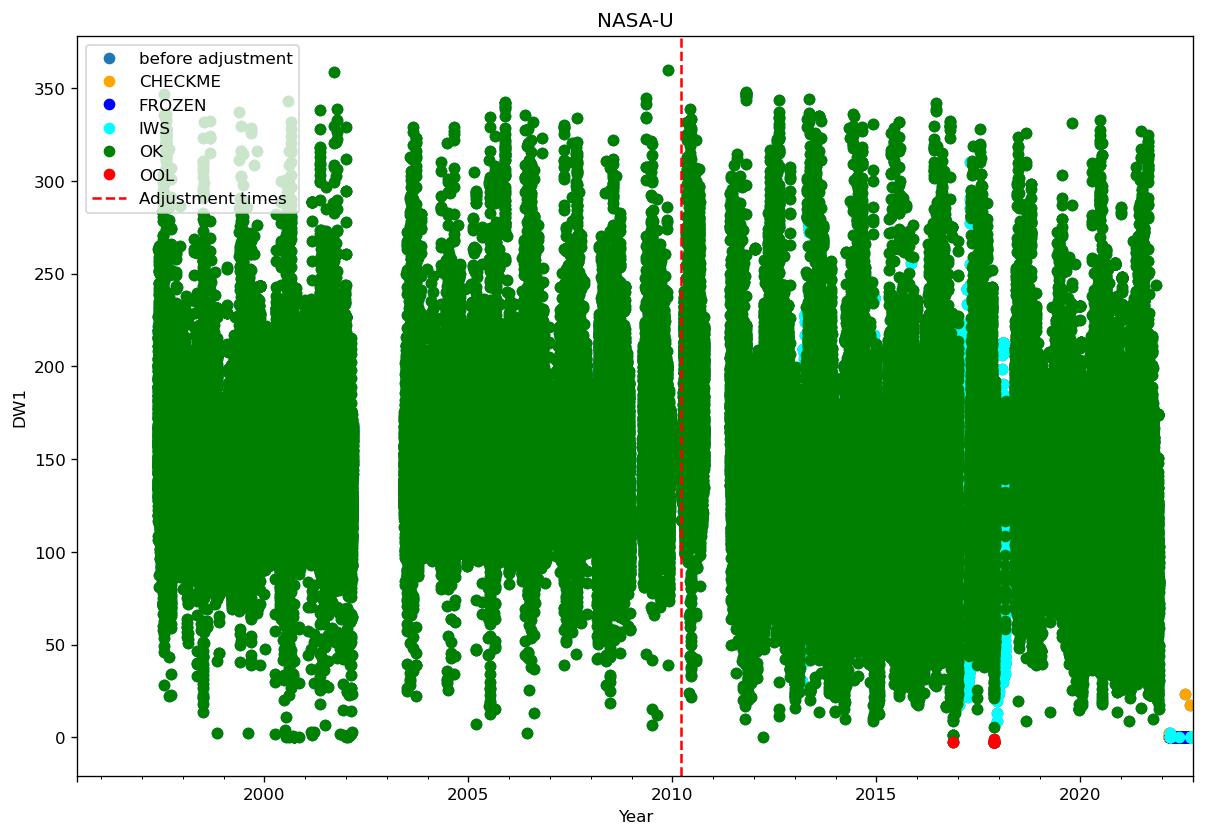 NASA-U
before adjustment
CHECKME
FROZEN
IWS
OK
OOL
Adjustment times
350
300
250
200
150
100
50
0
DW1
2000 2005 2010 2015 2020
Year